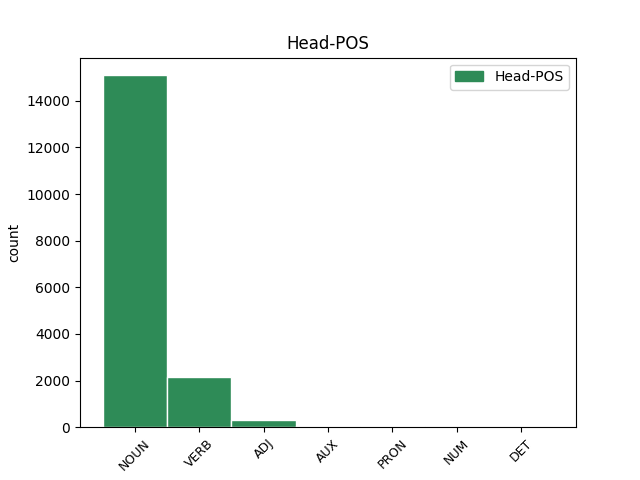 Head-POS
Head-POS
count
14000
12000
10000
8000
6000
4000
2000
0
NOUN
VERB
ADJ
AUX
PRON
NUM
DET